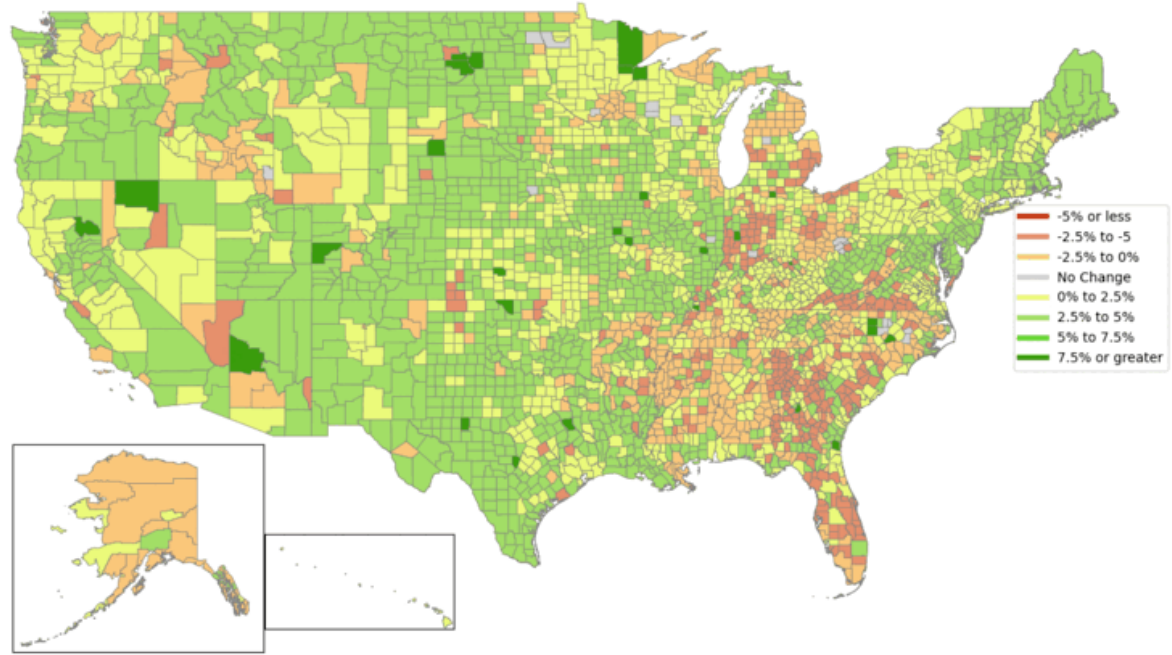 -5% or less
-2.5% to -5
-2.5% to 0%
No Change
0% to 2.5%
2.5% to 5%
5% to 7.5%
7.5% or greater